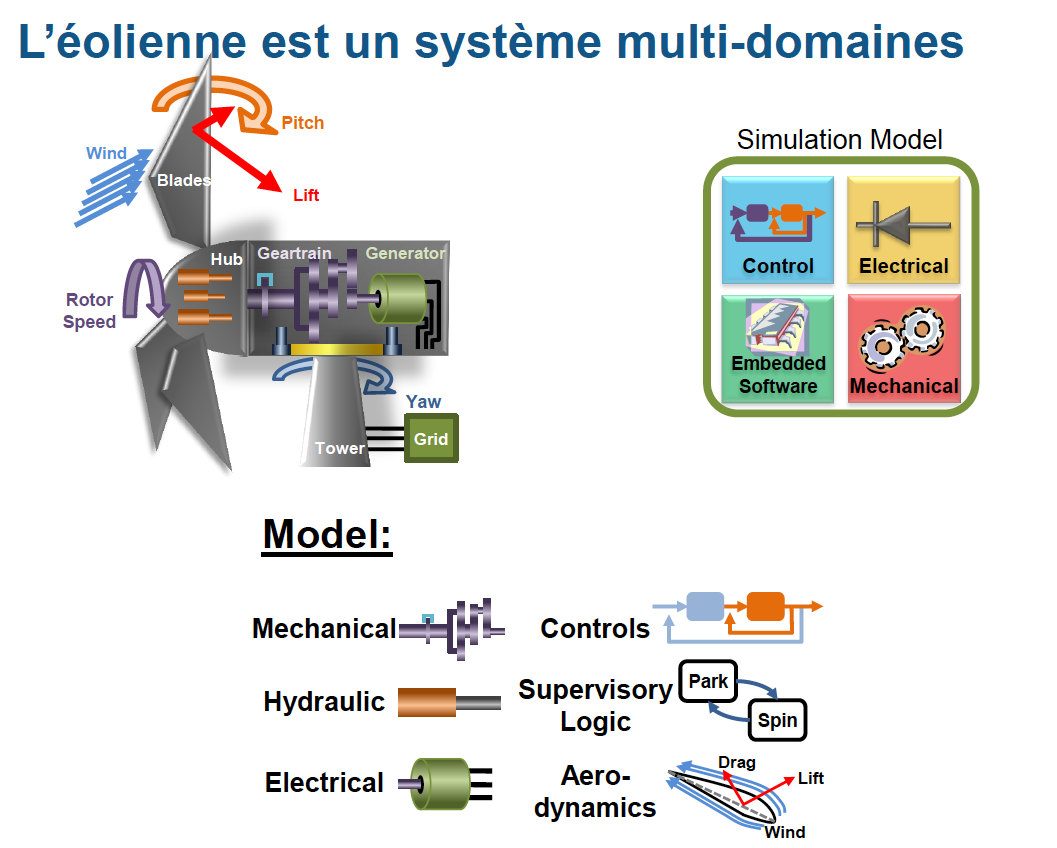 L’éolienne est un système multi-domaines
Pitch
Wind
Blades
Lift
Hub
Geartrain
Generator
Rotor
Speed
Yaw
Tower
Grid
Simulation Model
Control
Electrical
Embedded
Software
Mechanical
Model:
Mechanical
Controls
Hydraulic
Supervisory
Logic
Park
Spin
Electrical
Aero-
dynamics
Drag
Lift
Wind